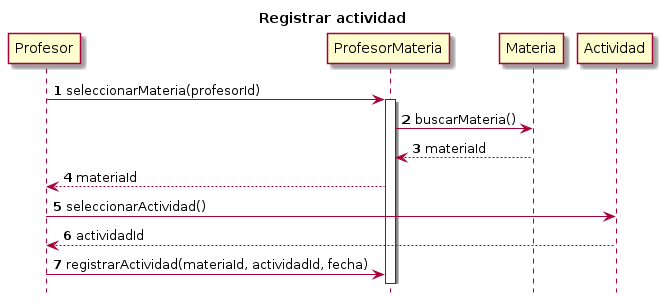 Registrar actividad
Profesor
ProfesorMateria
Materia
Actividad
1 seleccionarMateria(profesorId)
2 buscarMateria()
3 materiaId
4 materiaId
5 seleccionarActividad()
6 actividadId
7 registrarActividad(materiaId, actividadId, fecha)